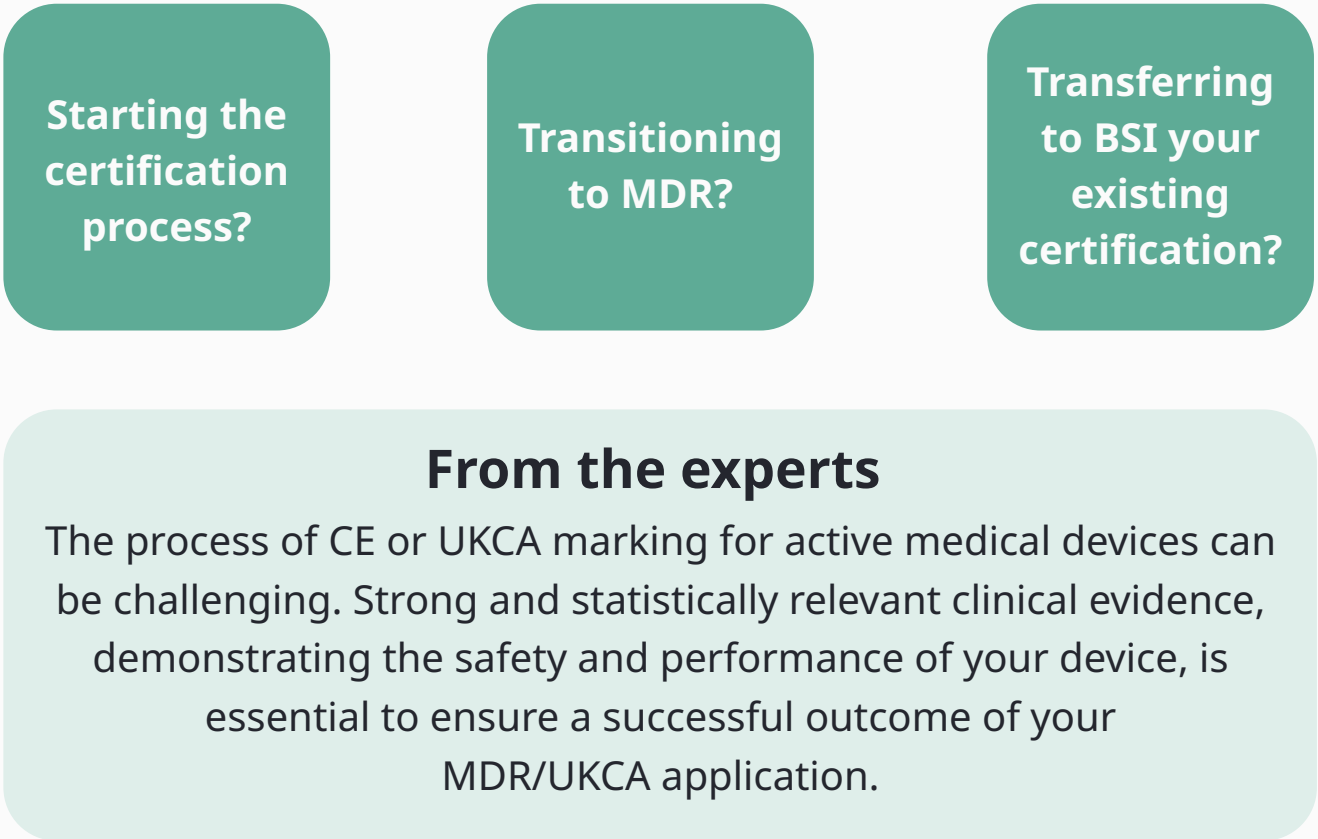 Starting the
certification
process?
Transitioning
to MDR?
Transferring
to BSI your
existing
certification?
From the experts
The process of CE or UKCA marking for active medical devices can
be challenging. Strong and statistically relevant clinical evidence,
demonstrating the safety and performance of your device, is
essential to ensure a successful outcome of your
MDR/UKCA application.